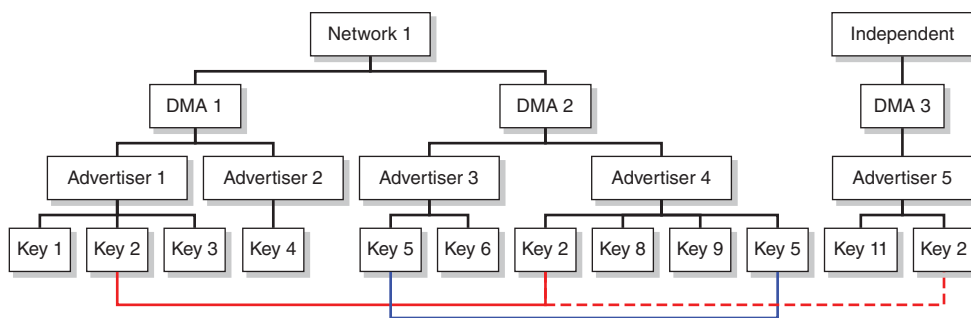 Network 1 Independent
DMA 1 DMA 2 DMA 3
Advertiser 1 Advertiser 2 Advertiser 3 Advertiser 4 Advertiser 5
Key 1 Key 2 Key 3 Key 4 Key 5 Key 6 Key 2 Key 8 Key 9 Key 5 Key 11 Key 2